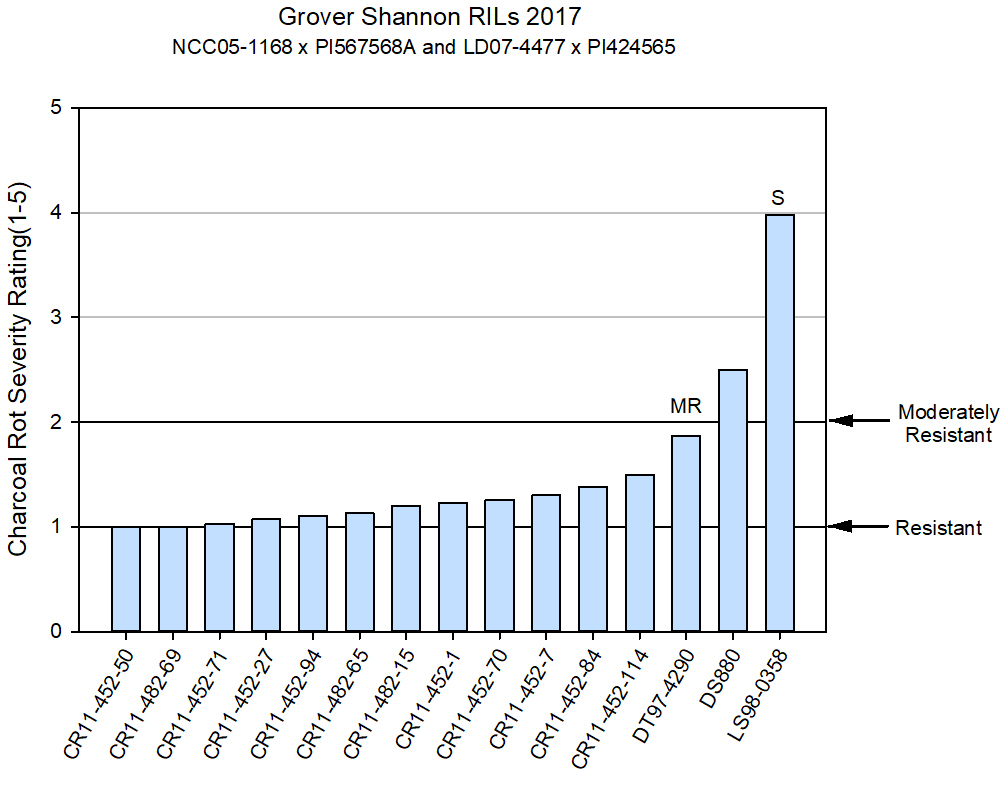 Grover Shannon RILs 2017
NCC05-1168 x PI567568A and LD07-4477 x PI424565
Charcoal Rot Severity Rating(1-5)
5
4
3
2
1
0
MR
S
Moderately
Resistant
Resistant
CR11-452-50
CR11-482-69
CR11-452-71
CR11-452-27
CR11-452-94
CR11-482-65
CR11-482-15
CR11-452-1
CR11-452-70
CR11-452-7
CR11-452-84
CR11-452-114
DT97-4290
DS880
LS98-0358